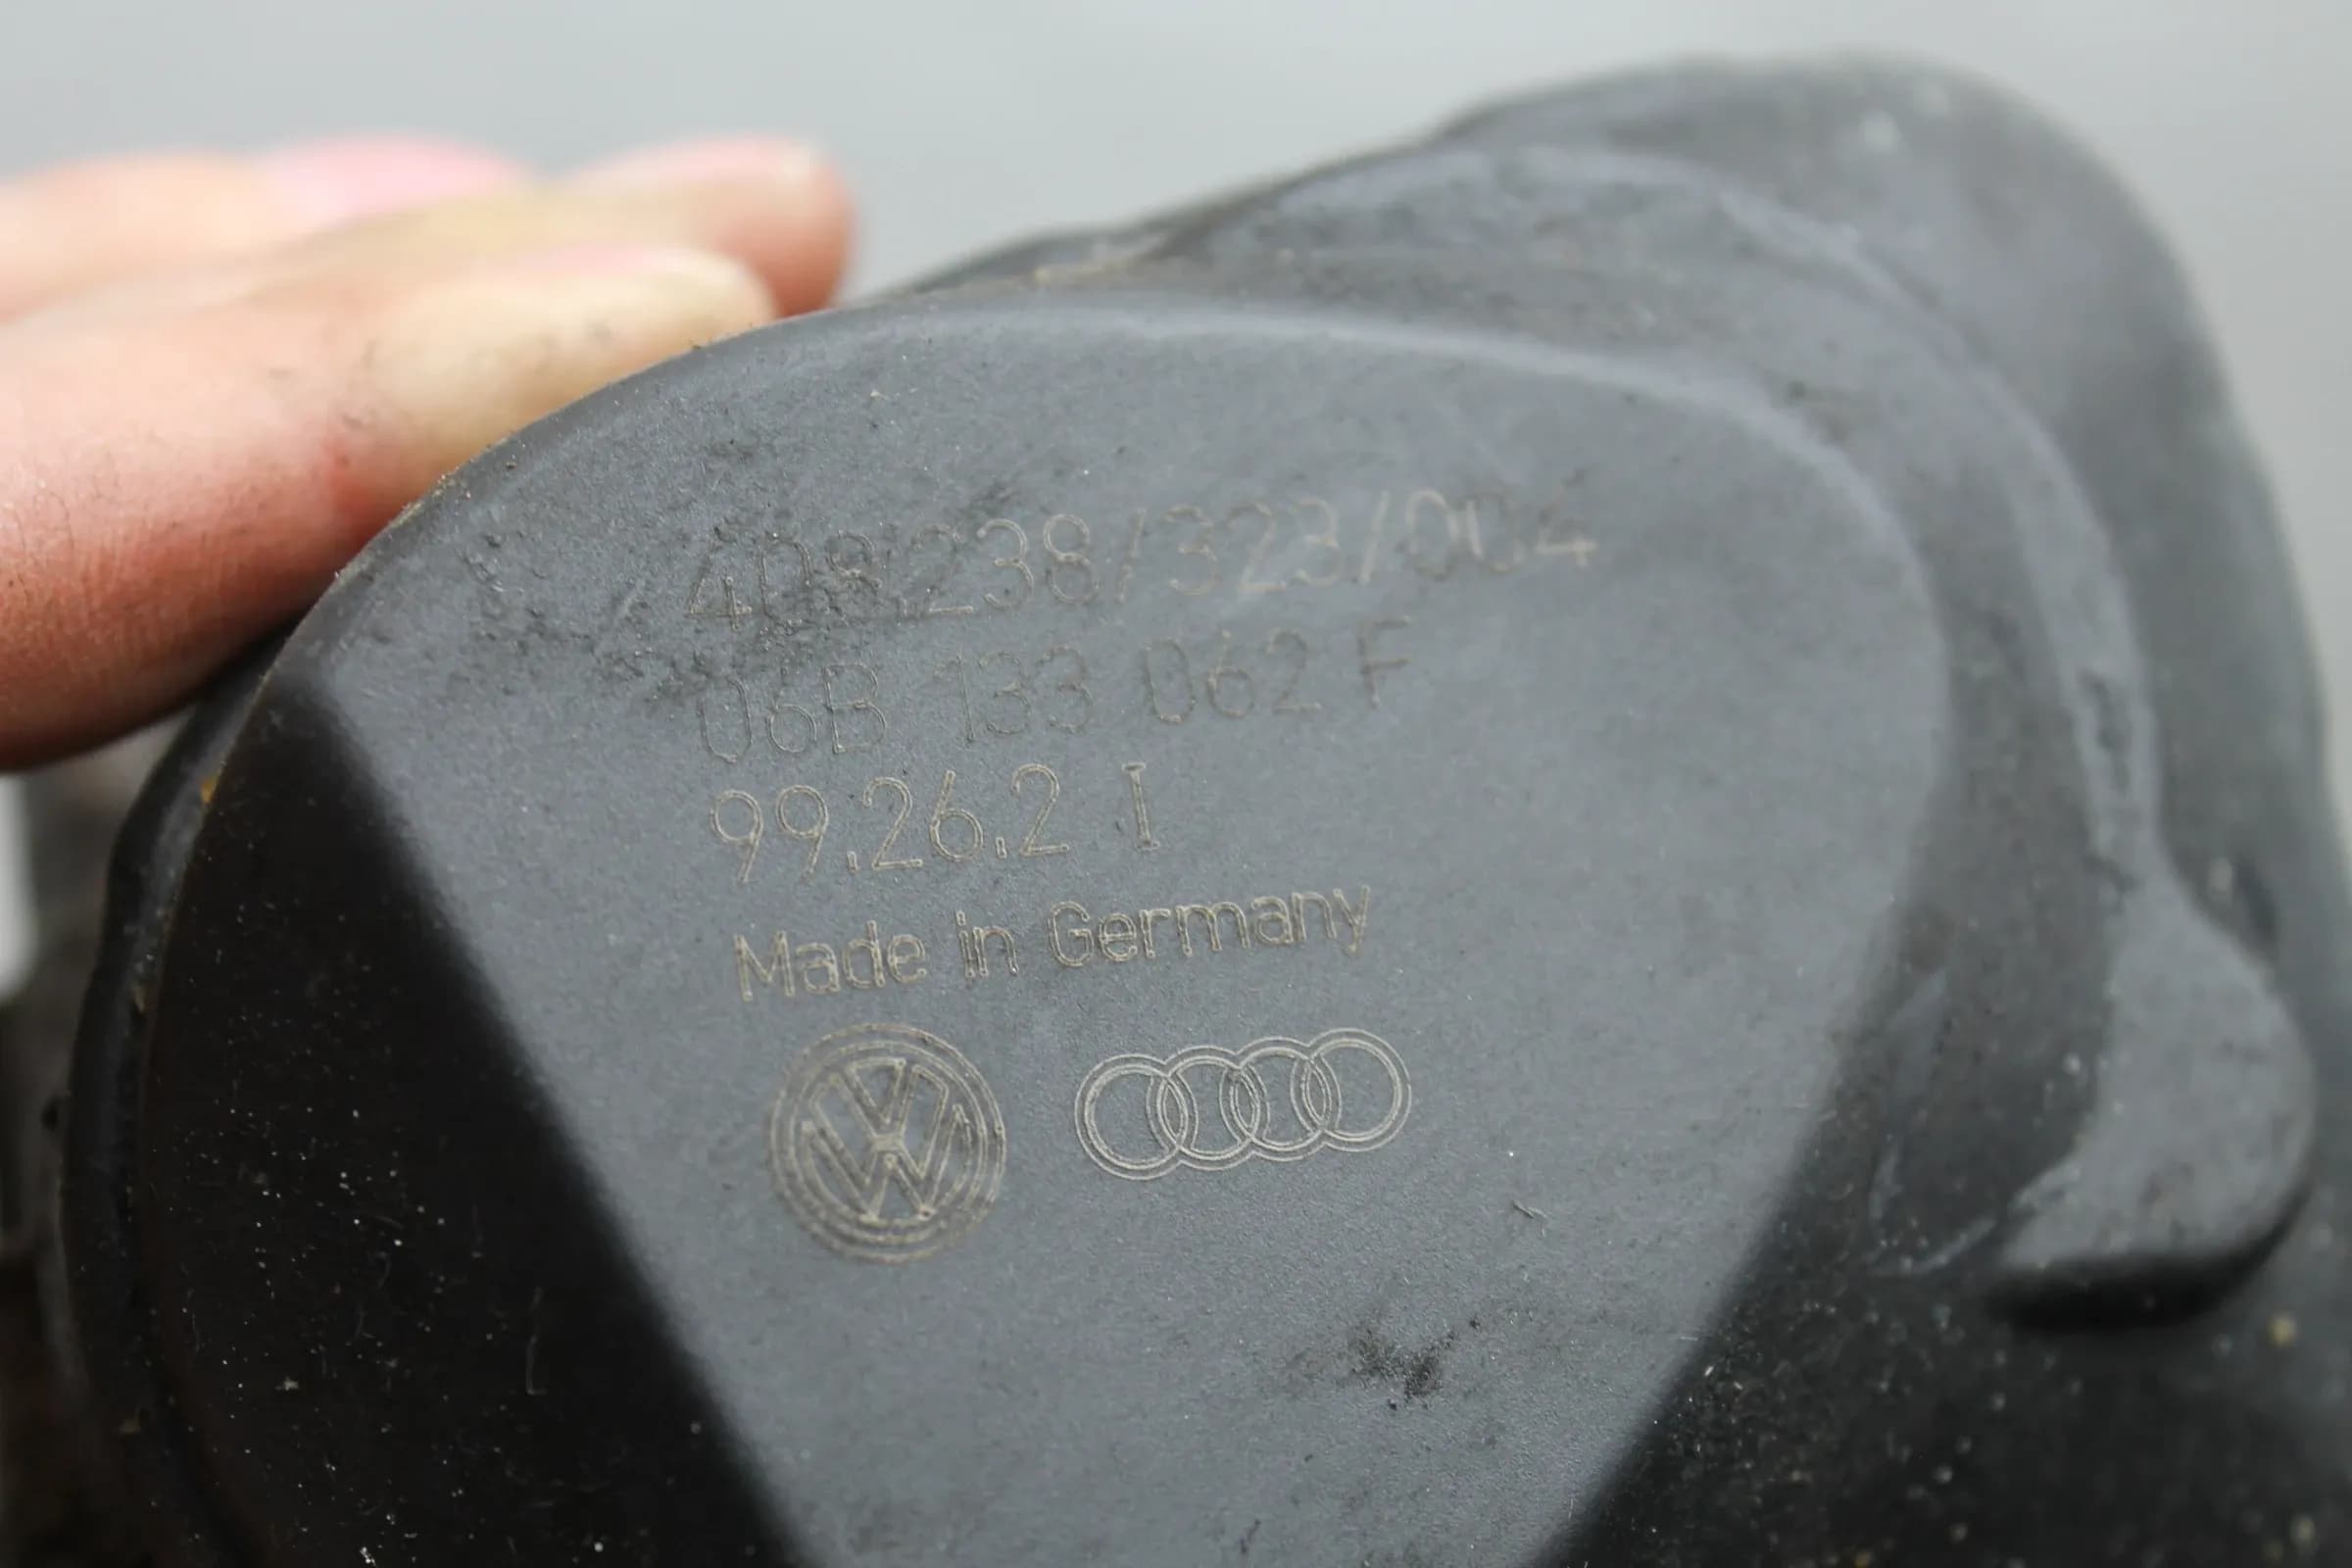 408.238/323/004
06B 133 062 F
99.26.2 I
Made in Germany